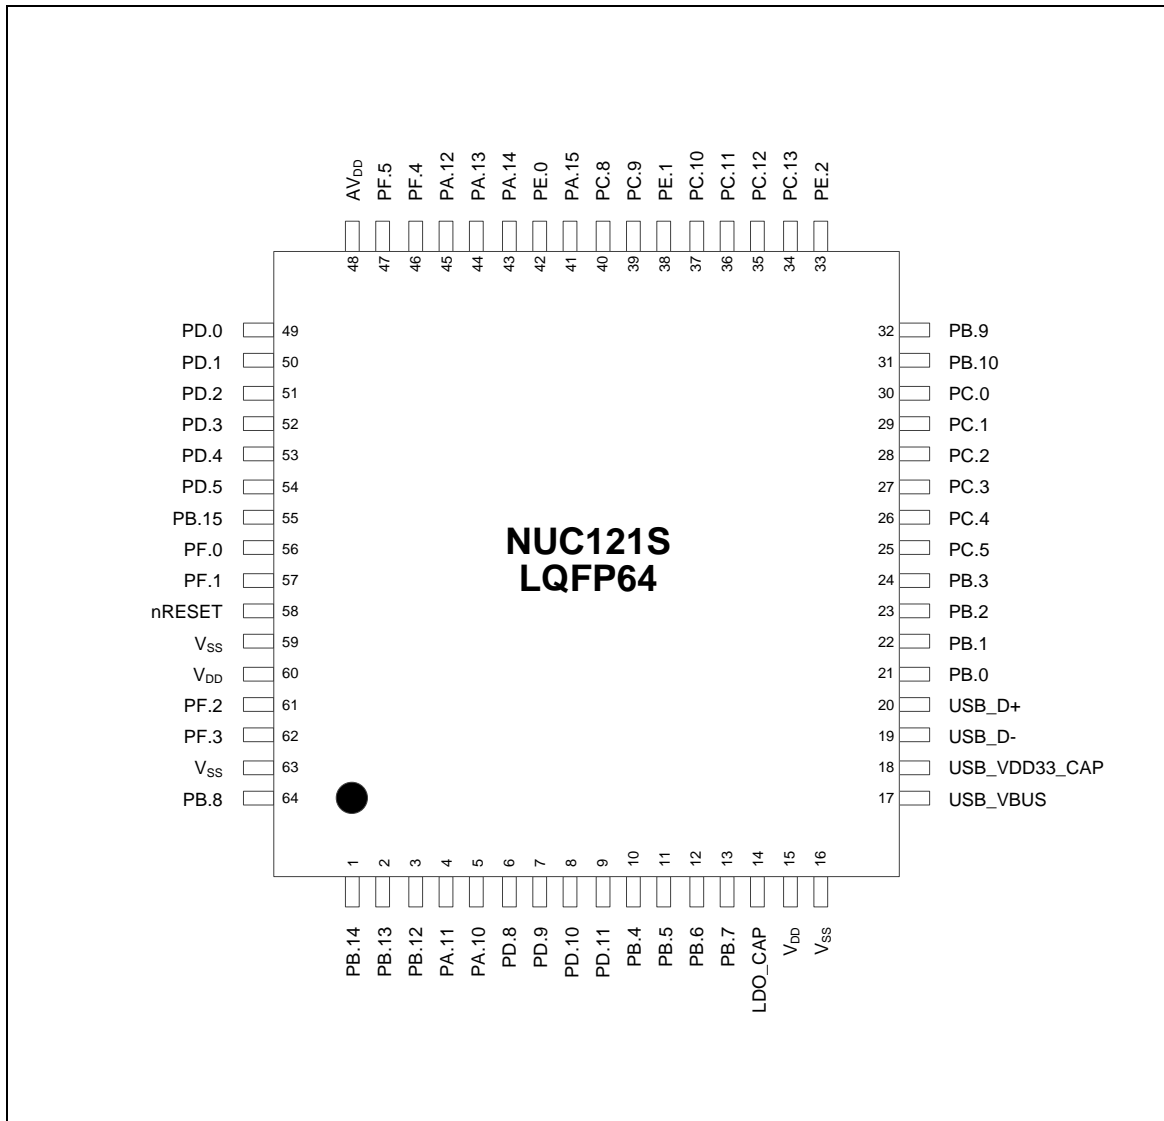 AVDD
PF.5
PF.4
PA.12
PA.13
PA.14
PE.0
PA.15
PC.8
PC.9
PE.1
PC.10
PC.11
PC.12
PC.13
PE.2
48
47
46
45
44
43
42
41
40
39
38
37
36
35
34
33
PD.0 49
PD.1 50
PD.2 51
PD.3 52
PD.4 53
PD.5 54
PB.15 55
PF.0 56
PF.1 57
nRESET 58
VSS 59
VDD 60
PF.2 61
PF.3 62
VSS 63
PB.8 64
NUC121S
LQFP64
32 PB.9
31 PB.10
30 PC.0
29 PC.1
28 PC.2
27 PC.3
26 PC.4
25 PC.5
24 PB.3
23 PB.2
22 PB.1
21 PB.0
20 USB_D+
19 USB_D-
18 USB_VDD33_CAP
17 USB_VBUS
1
2
3
4
5
6
7
8
9
10
11
12
13
14
15
16
PB.14
PB.13
PB.12
PA.11
PA.10
PD.8
PD.9
PD.10
PD.11
PB.4
PB.5
PB.6
PB.7
LDO_CAP
VDD
VSS